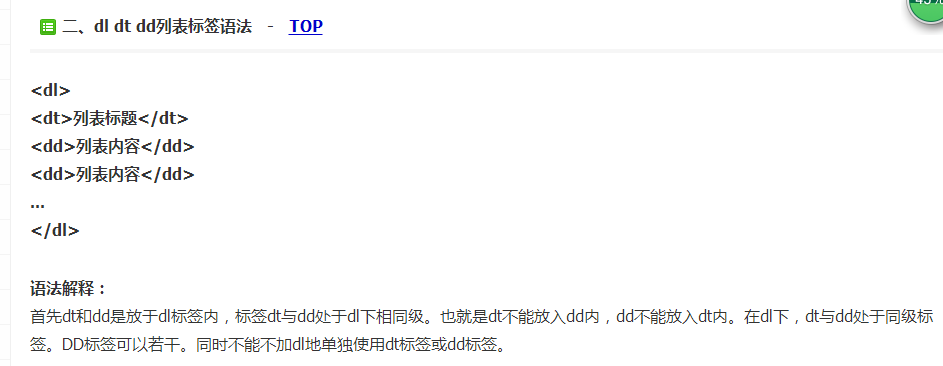 二、dl dt dd列表标签语法 - TOP
<dl>
<dt>列表标题</dt>
<dd>列表内容</dd>
<dd>列表内容</dd>
...
</dl>
语法解释：
首先dt和dd是放于dl标签内，标签dt与dd处于dl下相同级。也就是dt不能放入dd内，dd不能放入dt内。在dl下，dt与dd处于同级标
签。DD标签可以若干。同时不能不加dl地单独使用dt标签或dd标签。